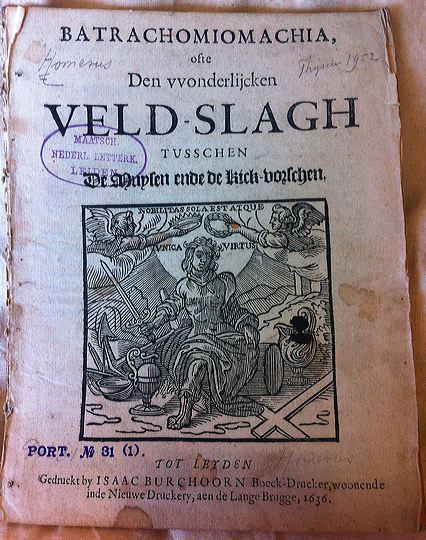 BATRACHOMIOMACHIA,
ofte
Homerus
Thysius 1952
Den vvonderlijcken
VELD-SLAGH
TUSSCHEN
MAATSCH.
NEDERL. LETTERK.
LEIDEN
De Muysen ende de Kick-vorschen.
NOBILITAS SOLA EST ATQUE
UNICA VIRTUS
PORT. № 31 (1).
Homerus
TOT LEYDEN
Gedruckt by ISAAC BURCHOORN Boeck-Drucker, woonende
inde Nieuwe Druckery, aen de Lange Brugge, 1636.